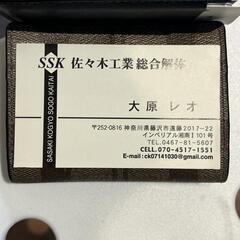 SSK 佐々木工業総合解体
SASAKI KOGYO SOGO KAITAI
大原レオ
〒252-0816 神奈川県藤沢市遠藤2017-22
インペリアル湘南Ⅰ101号
TEL.0467-81-5607
CELL.070-4517-1551
E-mail:ck07141030@gmail.com